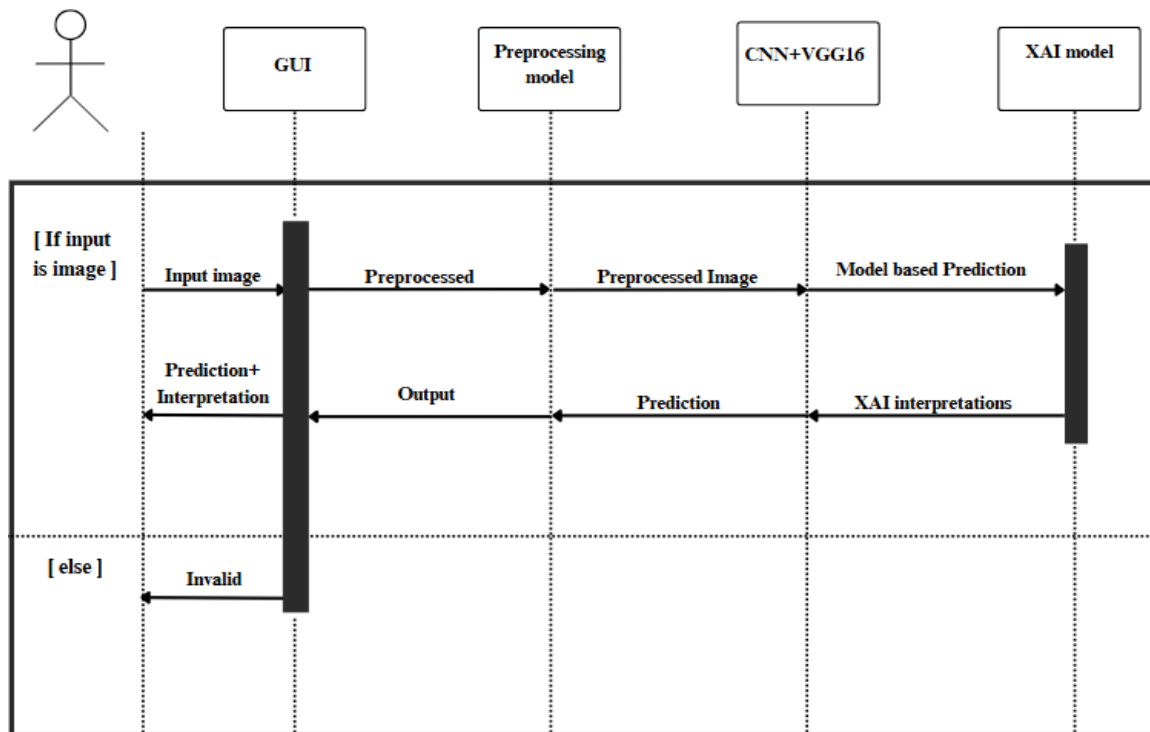 GUI
Preprocessing
model
CNN+VGG16
XAI model
[ If input
is image ]
Input image
Preprocessed
Preprocessed Image
Model based Prediction
Prediction+
Interpretation
Output
Prediction
XAI interpretations
[ else ]
Invalid